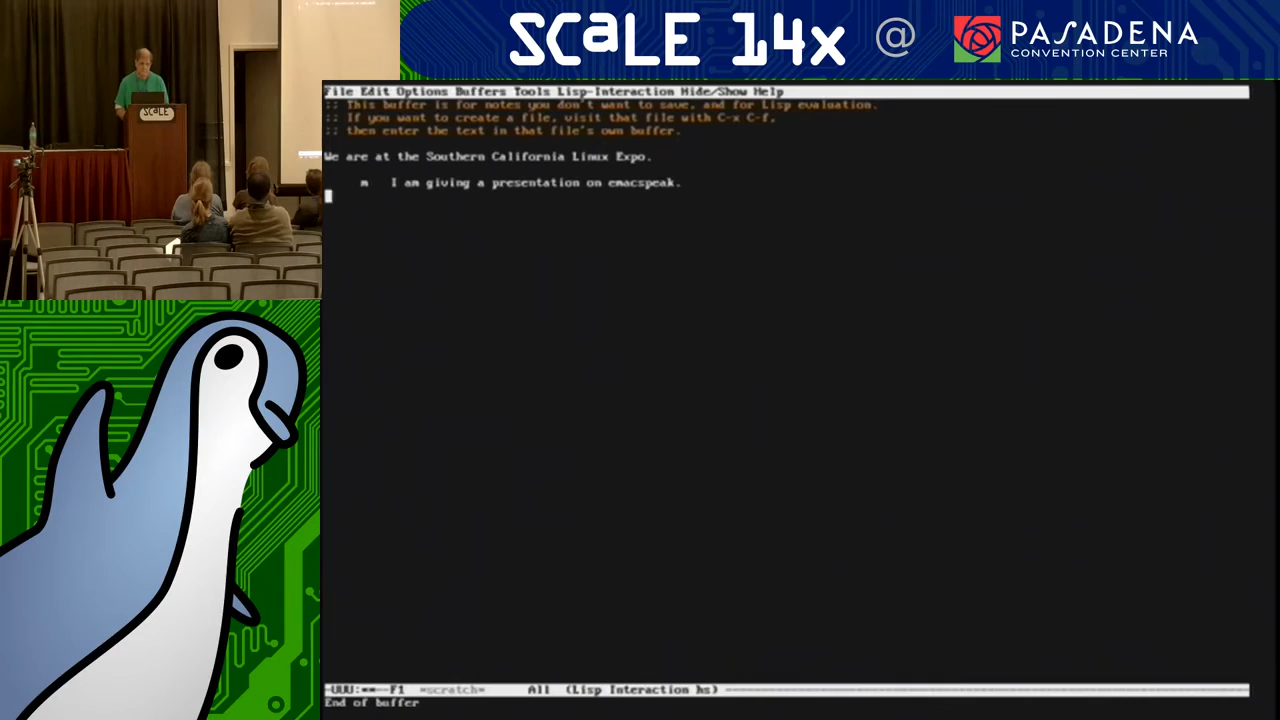 SCALE 14x @ PASADENA
CONVENTION CENTER
SCALE
File Edit Options Buffers Tools Lisp-Interaction Hide/Show Help
;; This buffer is for notes you don't want to save, and for Lisp evaluation.
;; If you want to create a file, visit that file with C-x C-f,
;; then enter the text in that file's own buffer.
We are at the Southern California Linux Expo.
m I am giving a presentation on emacspeak.
-UUU:**--F1 *scratch* All (Lisp Interaction hs)
End of buffer